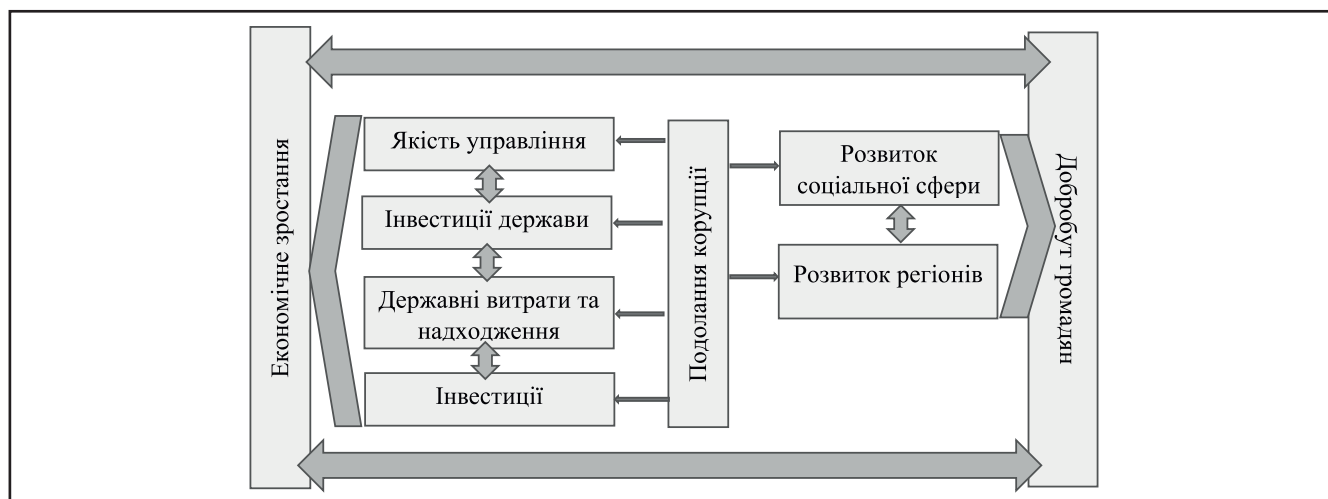 Економічне зростання
Якість управління
Інвестиції держави
Державні витрати та
надходження
Інвестиції
Подолання корупції
Розвиток
соціальної сфери
Розвиток регіонів
Добробут громадян